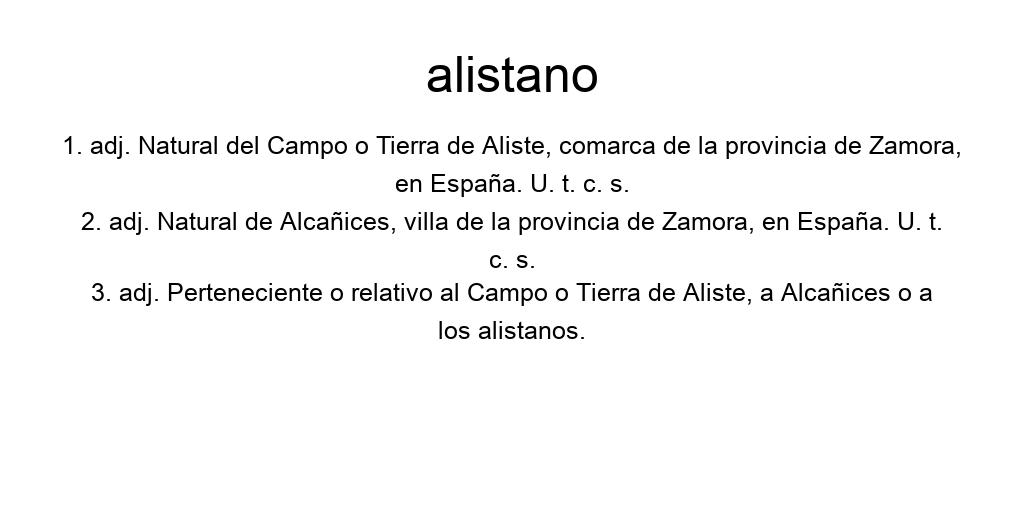 alistano
1. adj. Natural del Campo o Tierra de Aliste, comarca de la provincia de Zamora,
en España. U. t. c. s.
2. adj. Natural de Alcañices, villa de la provincia de Zamora, en España. U. t.
c. s.
3. adj. Perteneciente o relativo al Campo o Tierra de Aliste, a Alcañices o a
los alistanos.